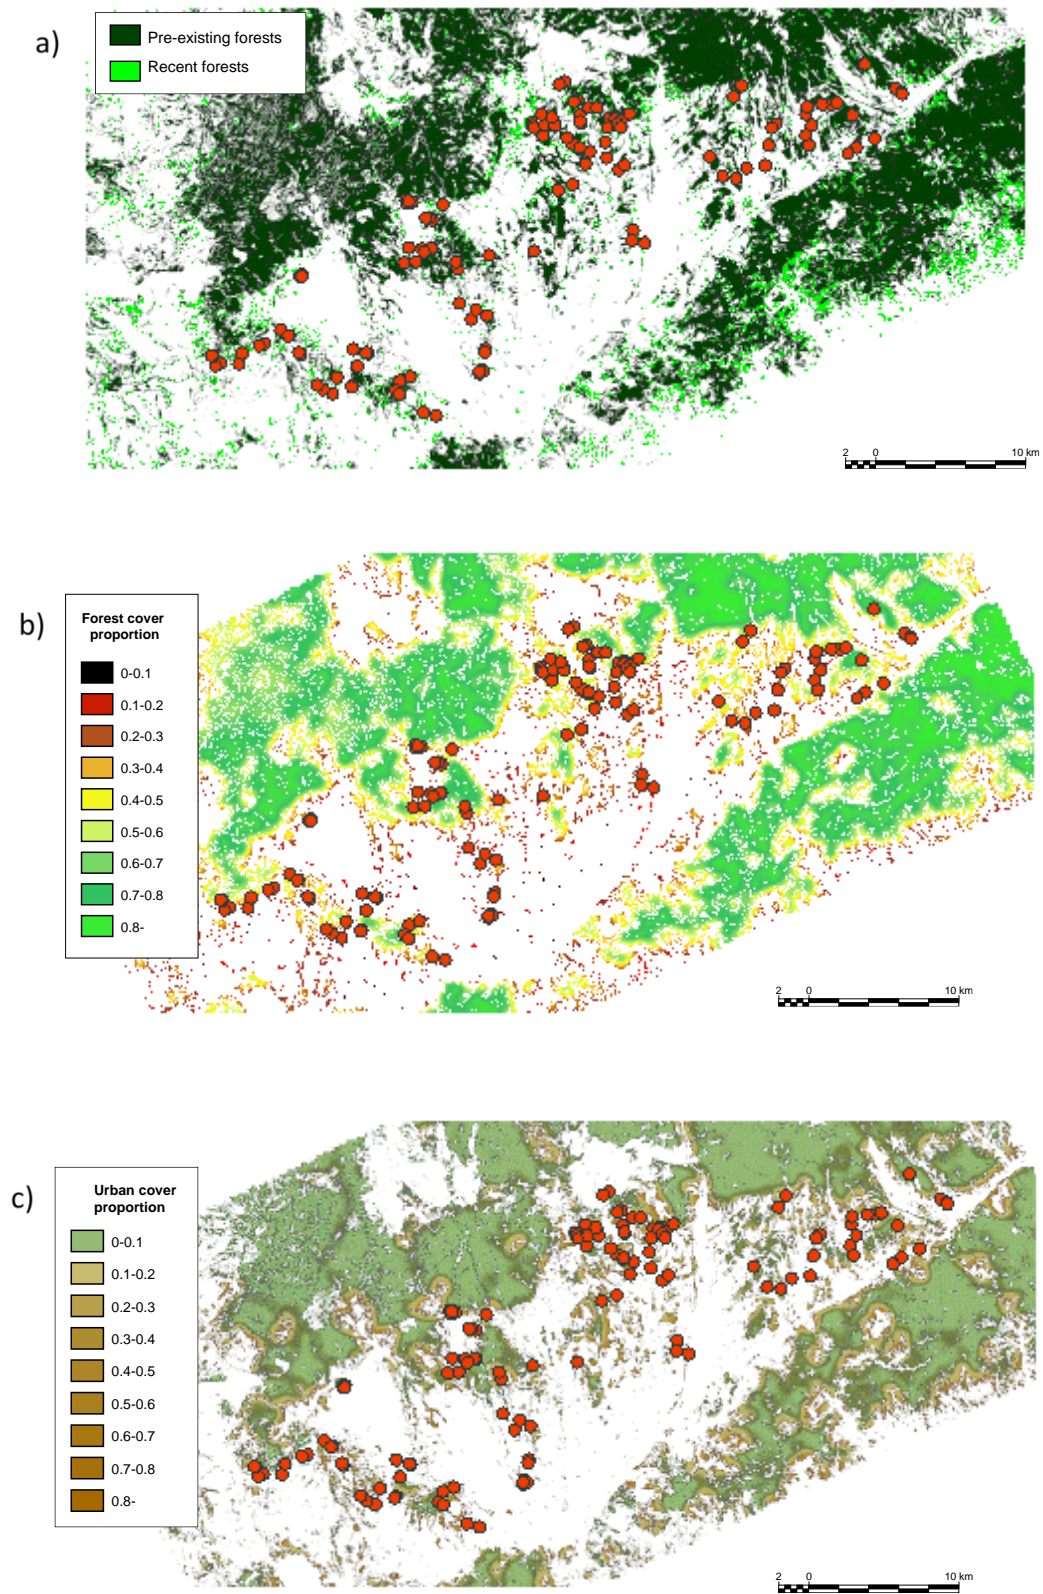 a)
Pre-existing forests
Recent forests
2 0 10 km
b)
Forest cover
proportion
0-0.1
0.1-0.2
0.2-0.3
0.3-0.4
0.4-0.5
0.5-0.6
0.6-0.7
0.7-0.8
0.8-
2 0 10 km
c)
Urban cover
proportion
0-0.1
0.1-0.2
0.2-0.3
0.3-0.4
0.4-0.5
0.5-0.6
0.6-0.7
0.7-0.8
0.8-
2 0 10 km